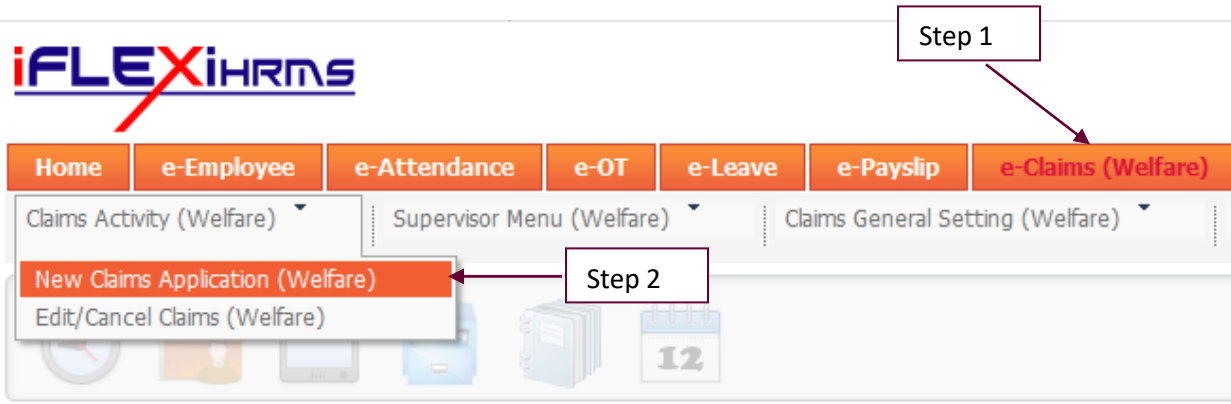 Step 1
iFLEXiHRMS
Home e-Employee e-Attendance e-OT e-Leave e-Payslip e-Claims (Welfare)
Claims Activity (Welfare) Supervisor Menu (Welfare) Claims General Setting (Welfare)
New Claims Application (Welfare) Step 2
Edit/Cancel Claims (Welfare)
12